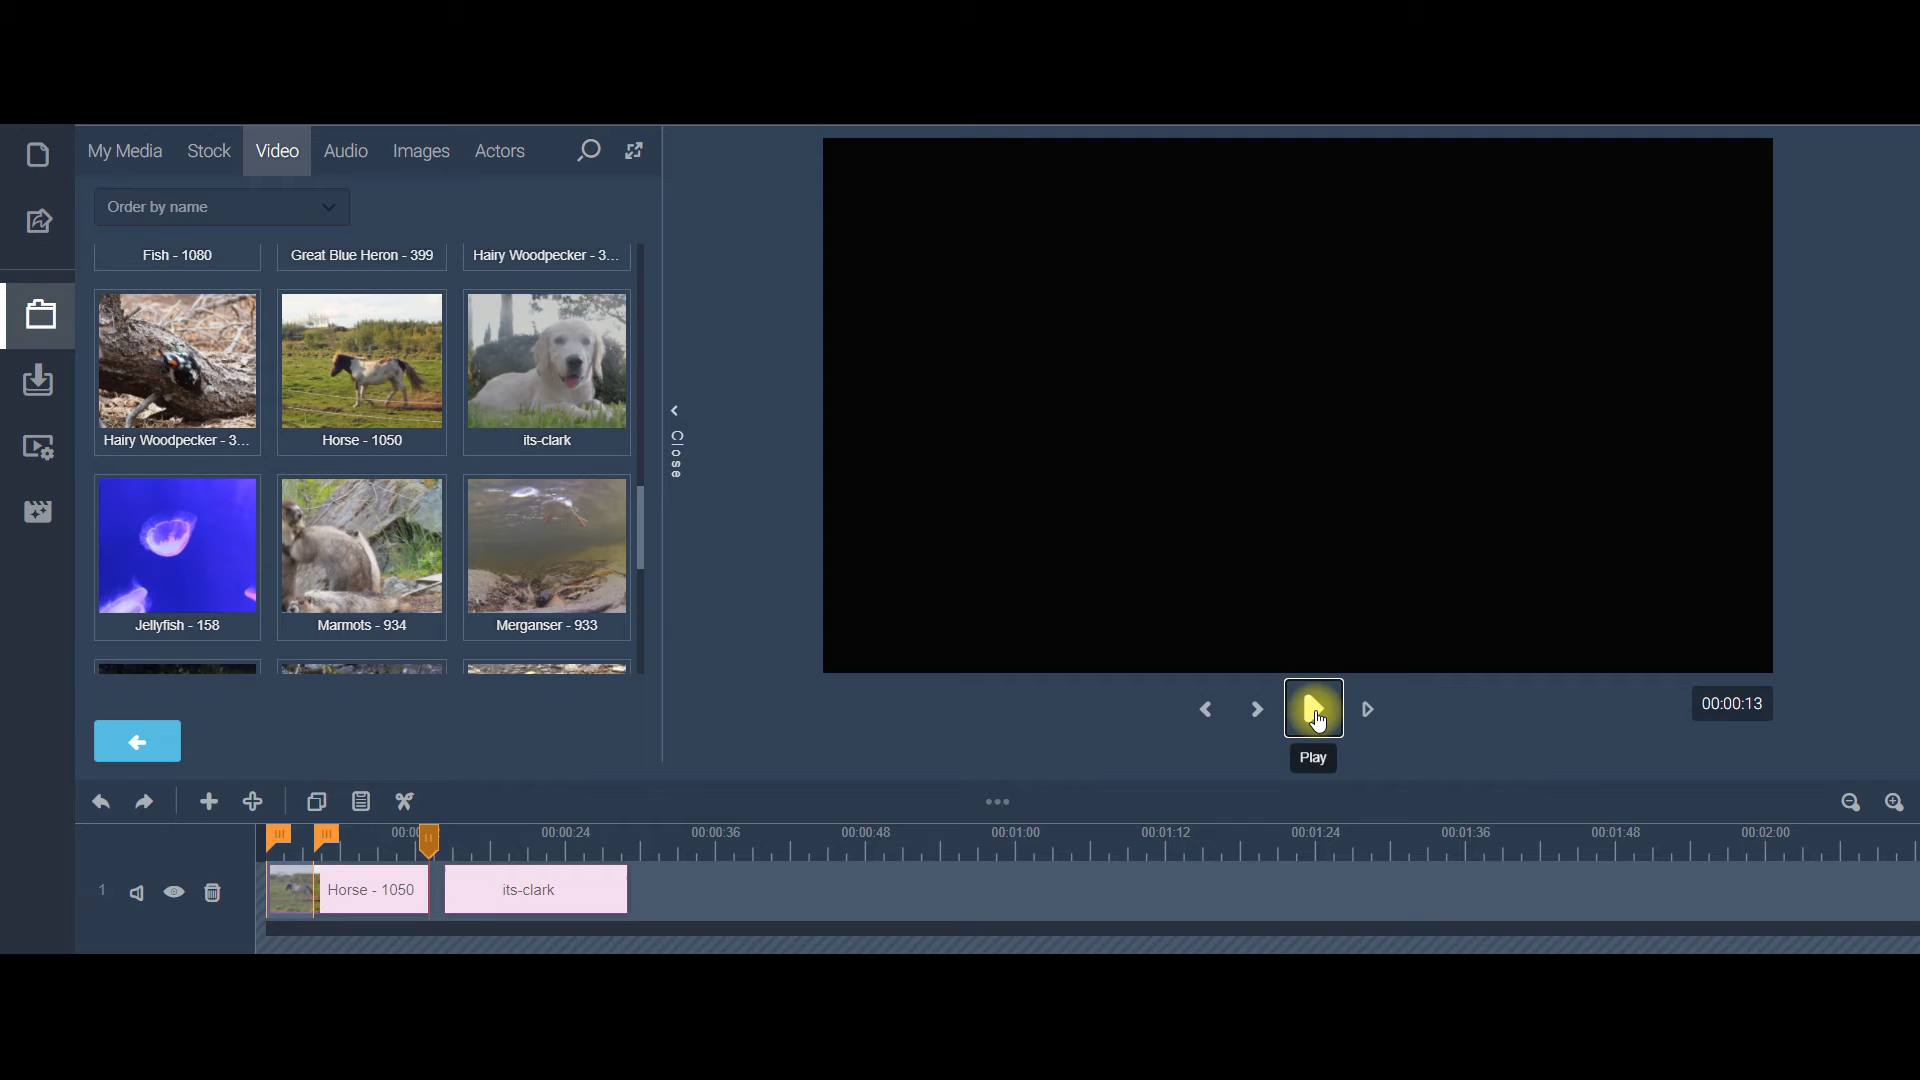 My Media Stock Video Audio Images Actors
Order by name
Fish - 1080 Great Blue Heron - 399 Hairy Woodpecker - 3...
Hairy Woodpecker - 3... Horse - 1050 its-clark
Close
Jellyfish - 158 Marmots - 934 Merganser - 933
00:00:13
Play
00:00:24 00:00:36 00:00:48 00:01:00 00:01:12 00:01:24 00:01:36 00:01:48 00:02:00
1 Horse - 1050 its-clark